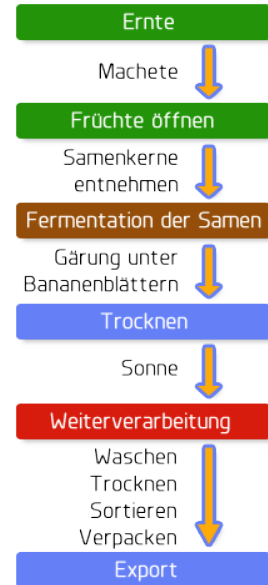 Ernte
Machete
Früchte öffnen
Samenkerne
entnehmen
Fermentation der Samen
Gärung unter
Bananenblättern
Trocknen
Sonne
Weiterverarbeitung
Waschen
Trocknen
Sortieren
Verpacken
Export